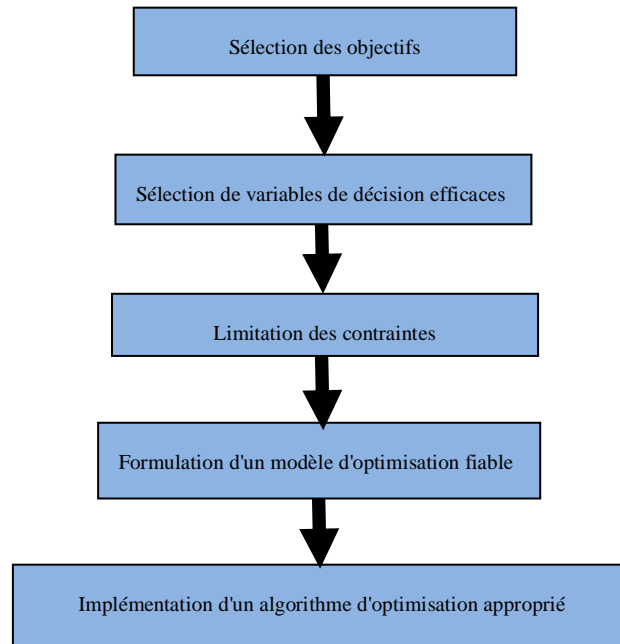 Sélection des objectifs
Sélection de variables de décision efficaces
Limitation des contraintes
Formulation d'un modèle d'optimisation fiable
Implémentation d'un algorithme d'optimisation approprié